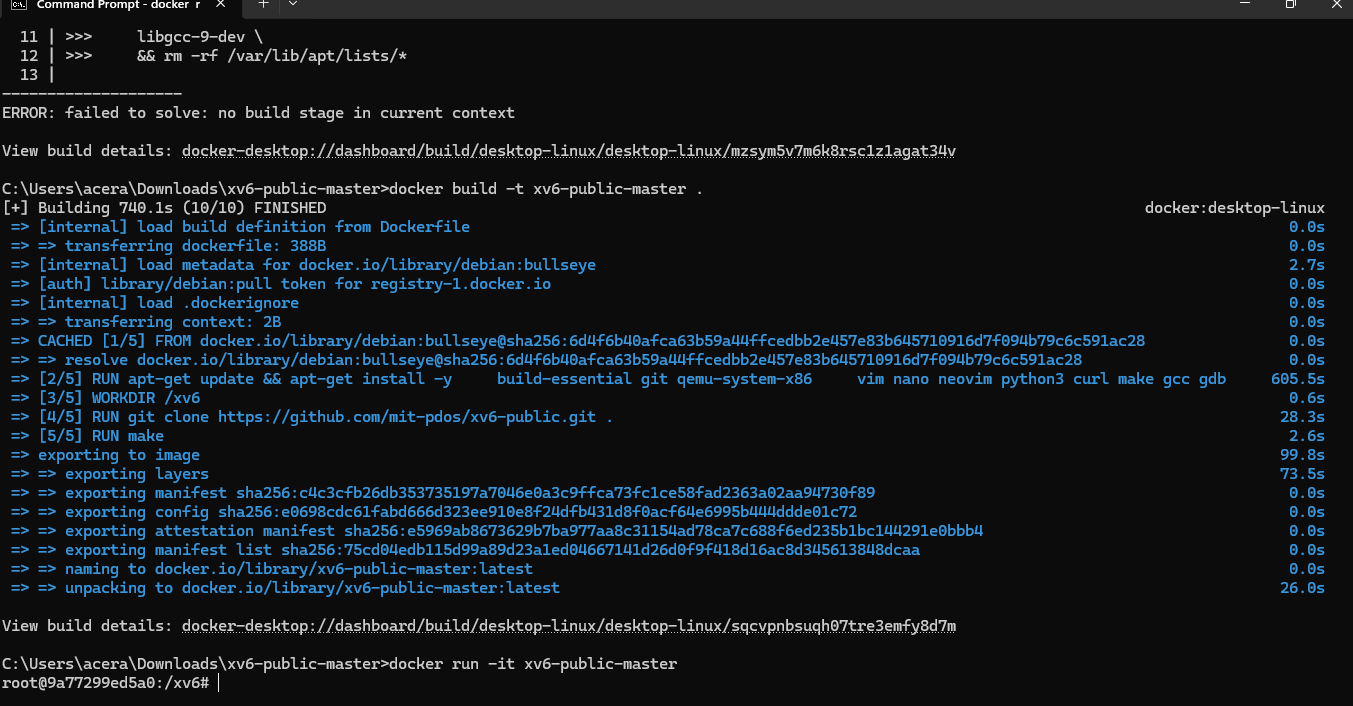 Command Prompt - docker r
11 | >>>     libgcc-9-dev \
12 | >>>     && rm -rf /var/lib/apt/lists/*
13 |
--------------------
ERROR: failed to solve: no build stage in current context
View build details: docker-desktop://dashboard/build/desktop-linux/desktop-linux/mzsym5v7m6k8rsc1z1agat34v
C:\Users\acera\Downloads\xv6-public-master>docker build -t xv6-public-master .
[+] Building 740.1s (10/10) FINISHED docker:desktop-linux
=> [internal] load build definition from Dockerfile 0.0s
=> => transferring dockerfile: 388B 0.0s
=> [internal] load metadata for docker.io/library/debian:bullseye 2.7s
=> [auth] library/debian:pull token for registry-1.docker.io 0.0s
=> [internal] load .dockerignore 0.0s
=> => transferring context: 2B 0.0s
=> CACHED [1/5] FROM docker.io/library/debian:bullseye@sha256:6d4f6b40afca63b59a44ffcedbb2e457e83b645710916d7f094b79c6c591ac28 0.0s
=> => resolve docker.io/library/debian:bullseye@sha256:6d4f6b40afca63b59a44ffcedbb2e457e83b645710916d7f094b79c6c591ac28 0.0s
=> [2/5] RUN apt-get update && apt-get install -y     build-essential git qemu-system-x86     vim nano neovim python3 curl make gcc gdb 605.5s
=> [3/5] WORKDIR /xv6 0.6s
=> [4/5] RUN git clone https://github.com/mit-pdos/xv6-public.git . 28.3s
=> [5/5] RUN make 2.6s
=> exporting to image 99.8s
=> => exporting layers 73.5s
=> => exporting manifest sha256:c4c3cfb26db353735197a7046e0a3c9ffca73fc1ce58fad2363a02aa94730f89 0.0s
=> => exporting config sha256:e0698cdc61fabd666d323ee910e8f24dfb431d8f0acf64e6995b444ddde01c72 0.0s
=> => exporting attestation manifest sha256:e5969ab8673629b7ba977aa8c31154ad78ca7c688f6ed235b1bc144291e0bbb4 0.0s
=> => exporting manifest list sha256:75cd04edb115d99a89d23a1ed04667141d26d0f9f418d16ac8d345613848dcaa 0.0s
=> => naming to docker.io/library/xv6-public-master:latest 0.0s
=> => unpacking to docker.io/library/xv6-public-master:latest 26.0s
View build details: docker-desktop://dashboard/build/desktop-linux/desktop-linux/sqcvpnbsuqh07tre3emfy8d7m
C:\Users\acera\Downloads\xv6-public-master>docker run -it xv6-public-master
root@9a77299ed5a0:/xv6#